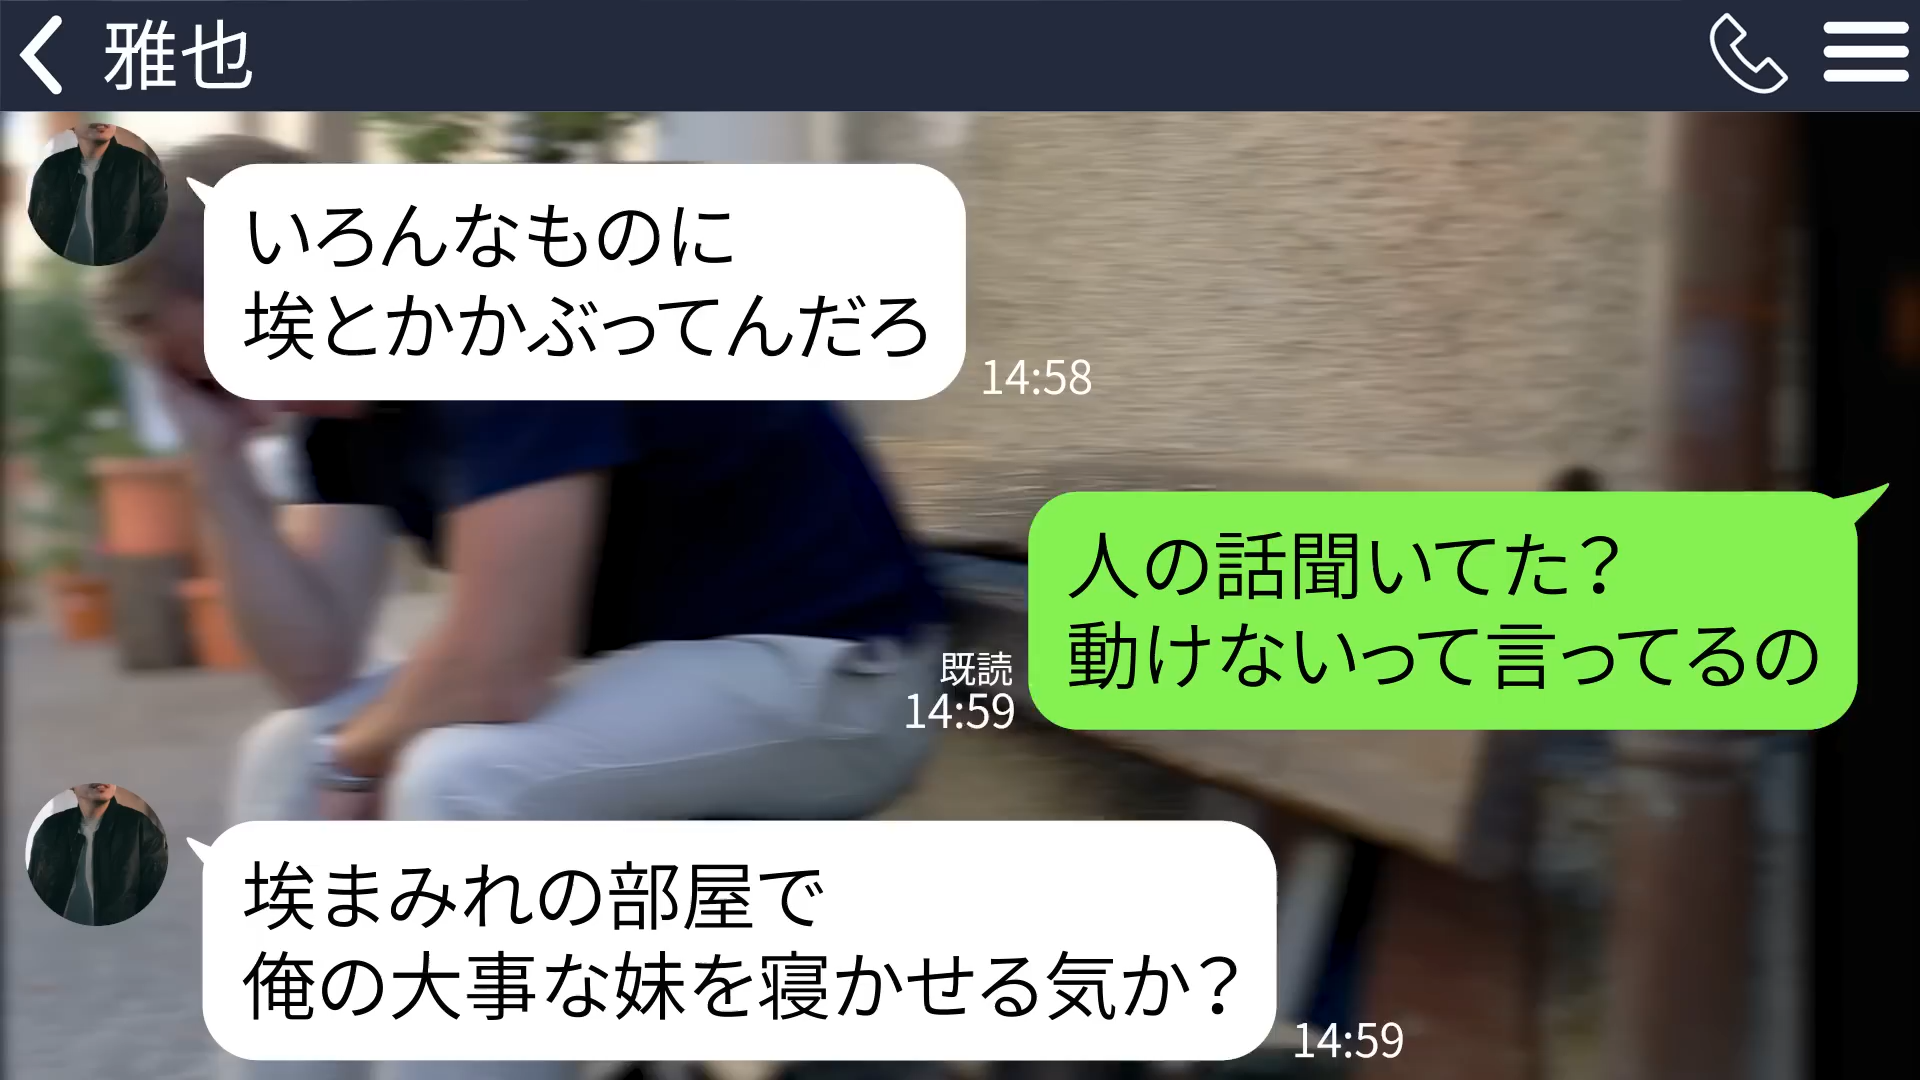 雅也
いろんなものに
埃とかかぶってんだろ
14:58
人の話聞いてた？
動けないって言ってるの
既読
14:59
埃まみれの部屋で
俺の大事な妹を寝かせる気か？
14:59